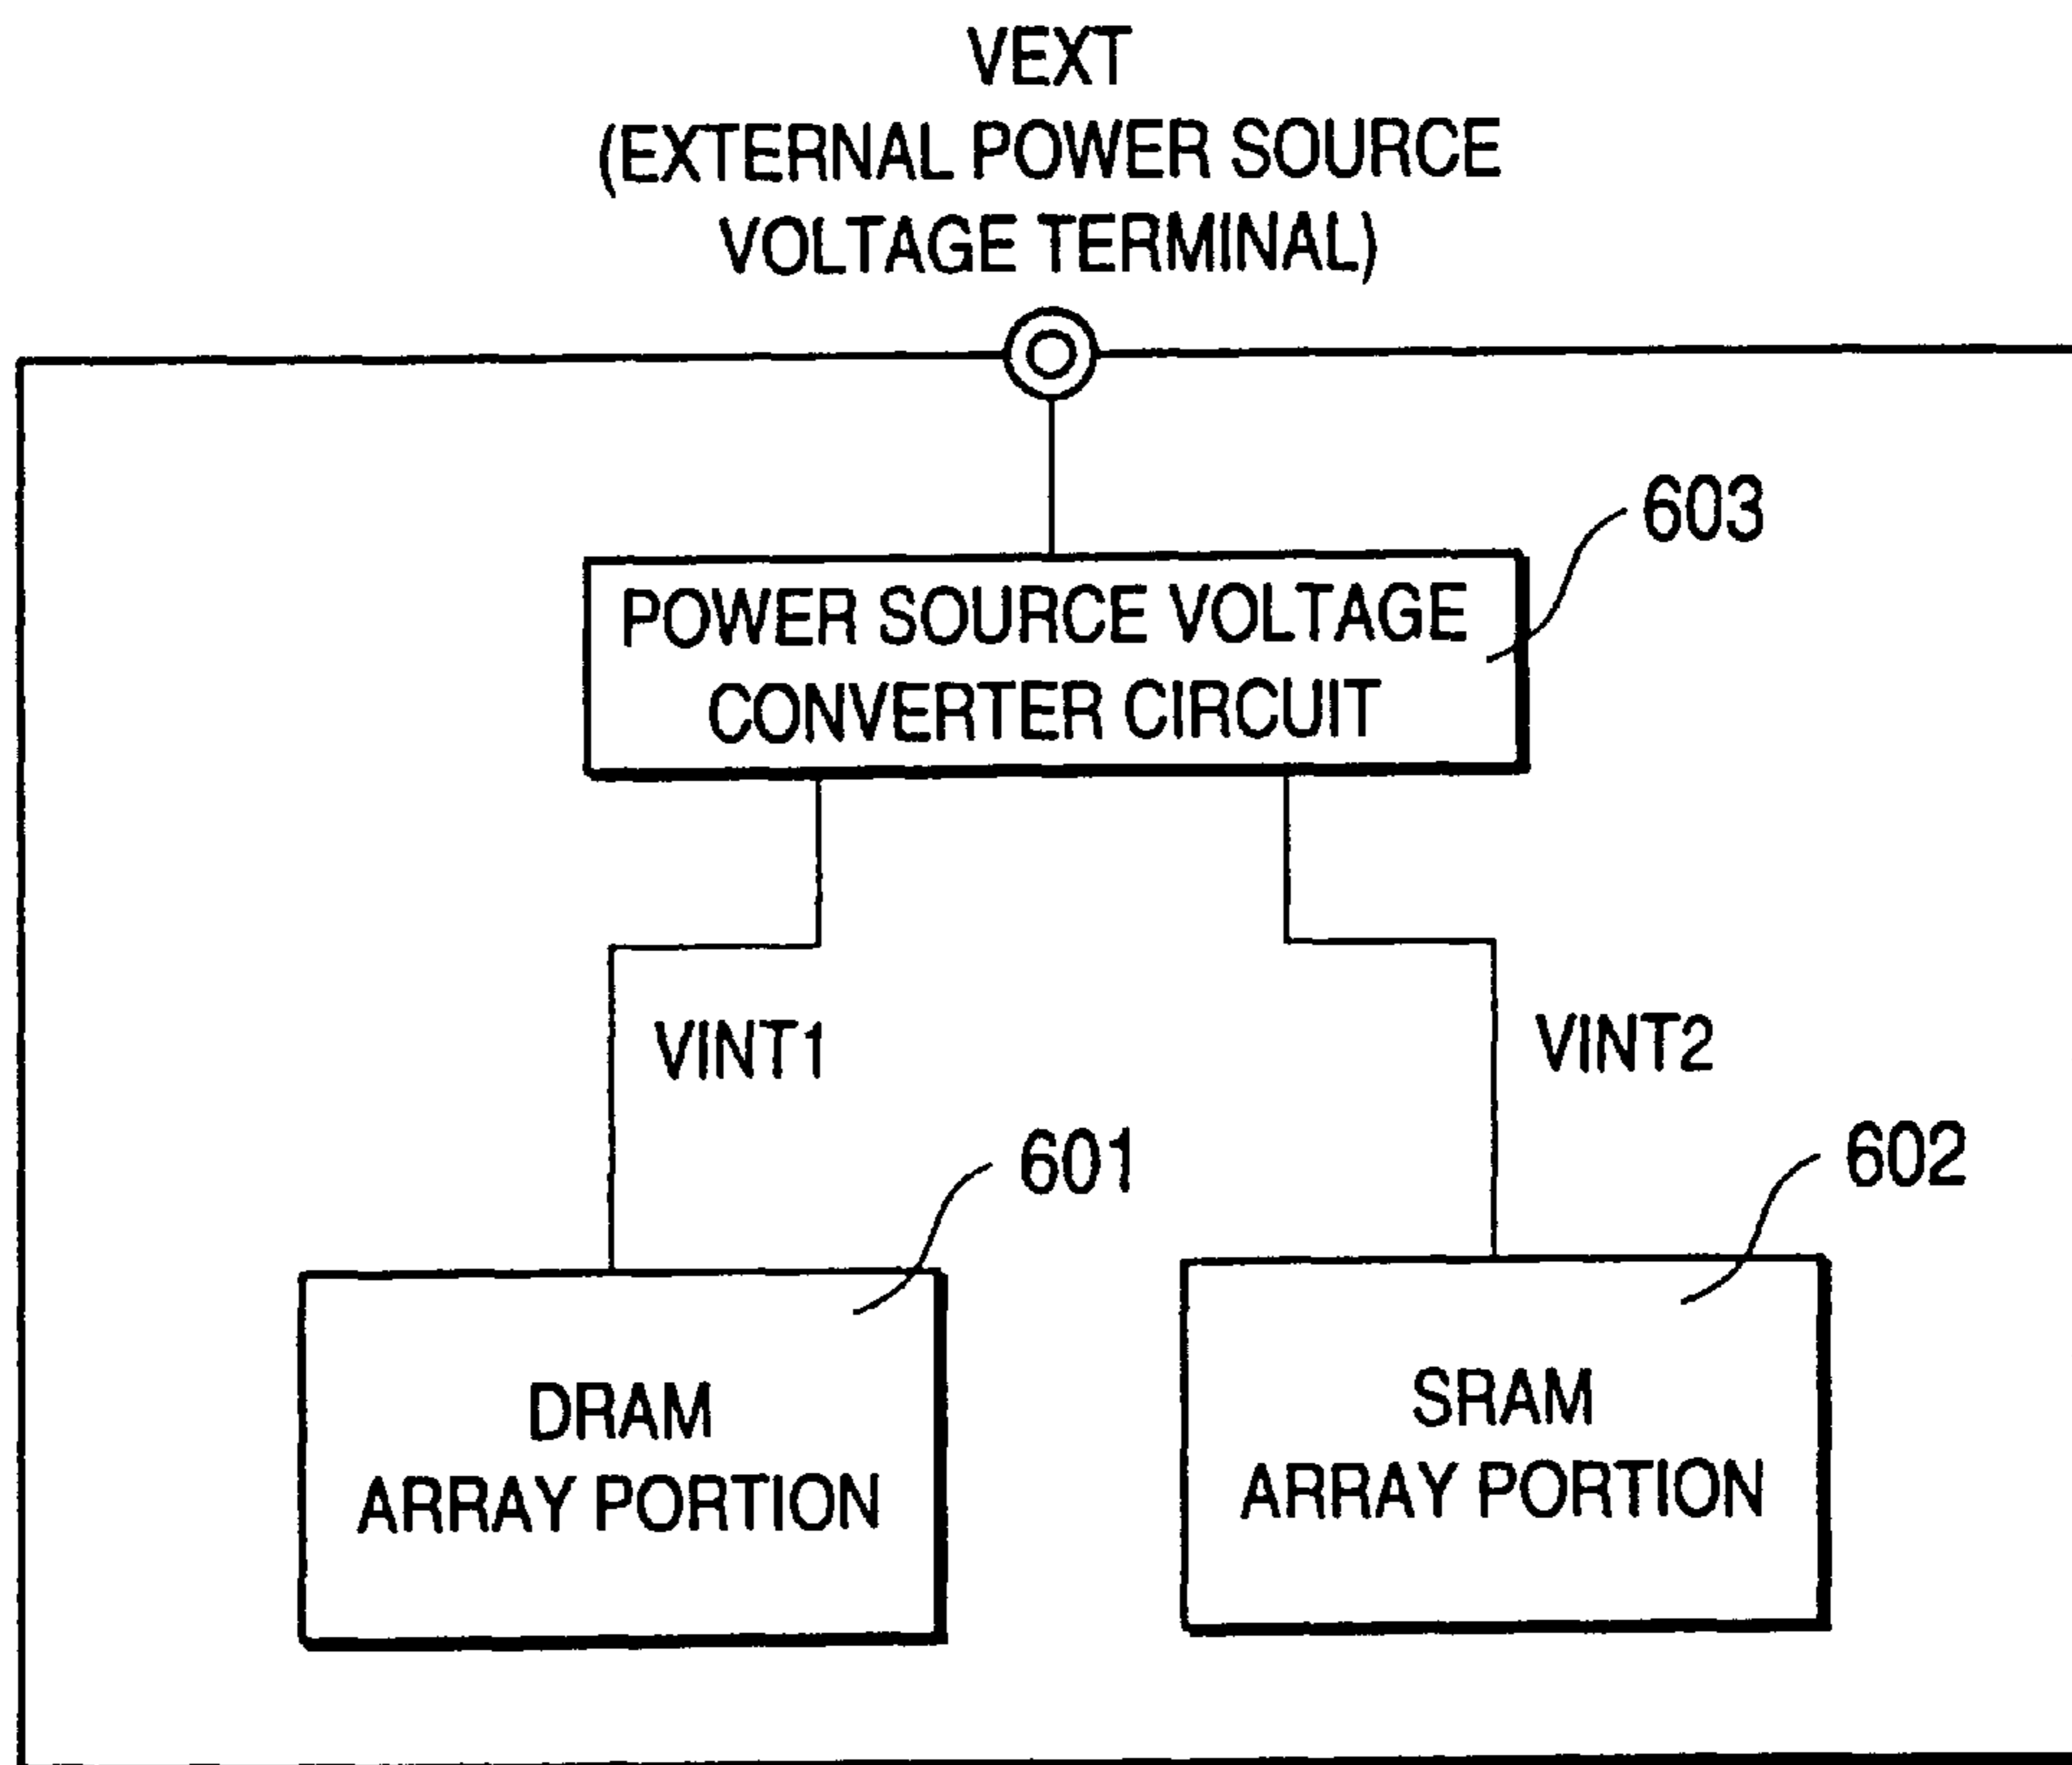 VEXT
(EXTERNAL POWER SOURCE
VOLTAGE TERMINAL)
603
POWER SOURCE VOLTAGE
CONVERTER CIRCUIT
VINT1
VINT2
601
602
DRAM
ARRAY PORTION
SRAM
ARRAY PORTION